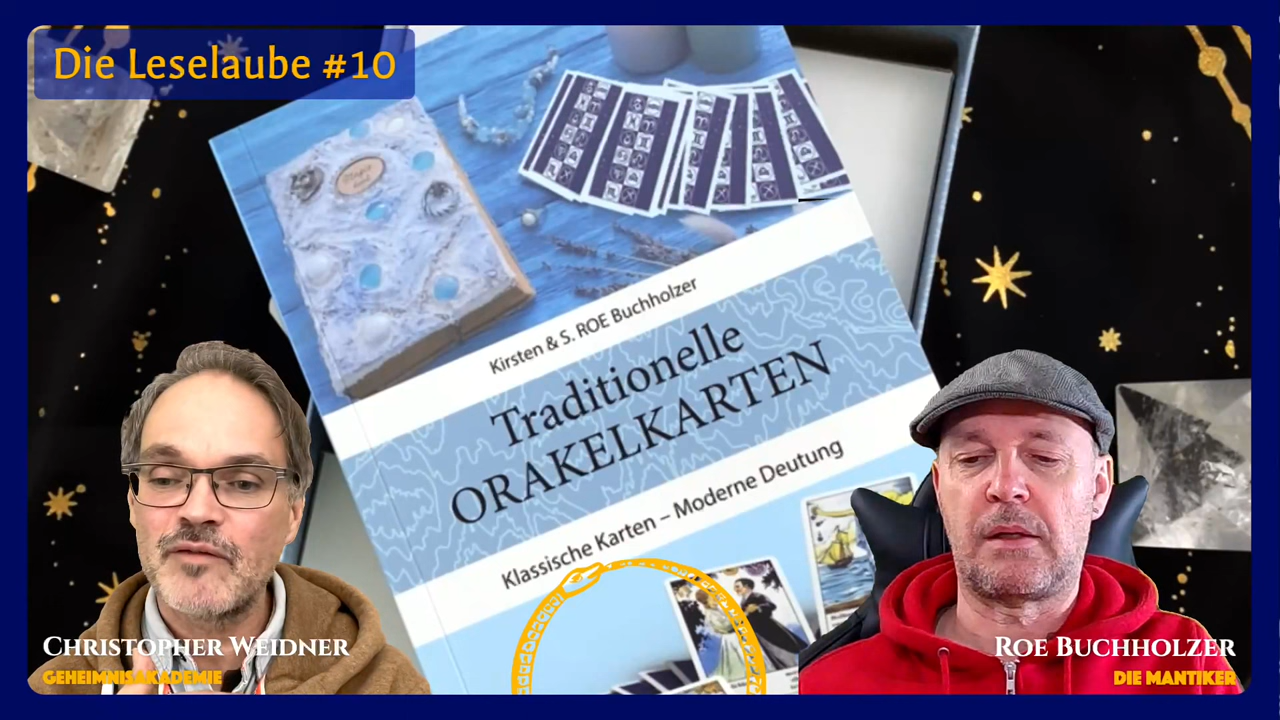 Die Leselaube #10
Kirsten & S. ROE Buchholzer
Traditionelle
ORAKELKARTEN
Klassische Karten – Moderne Deutung
CHRISTOPHER WEIDNER
GEHEIMNISAKADEMIE
ROE BUCHHOLZER
DIE MANTIKER